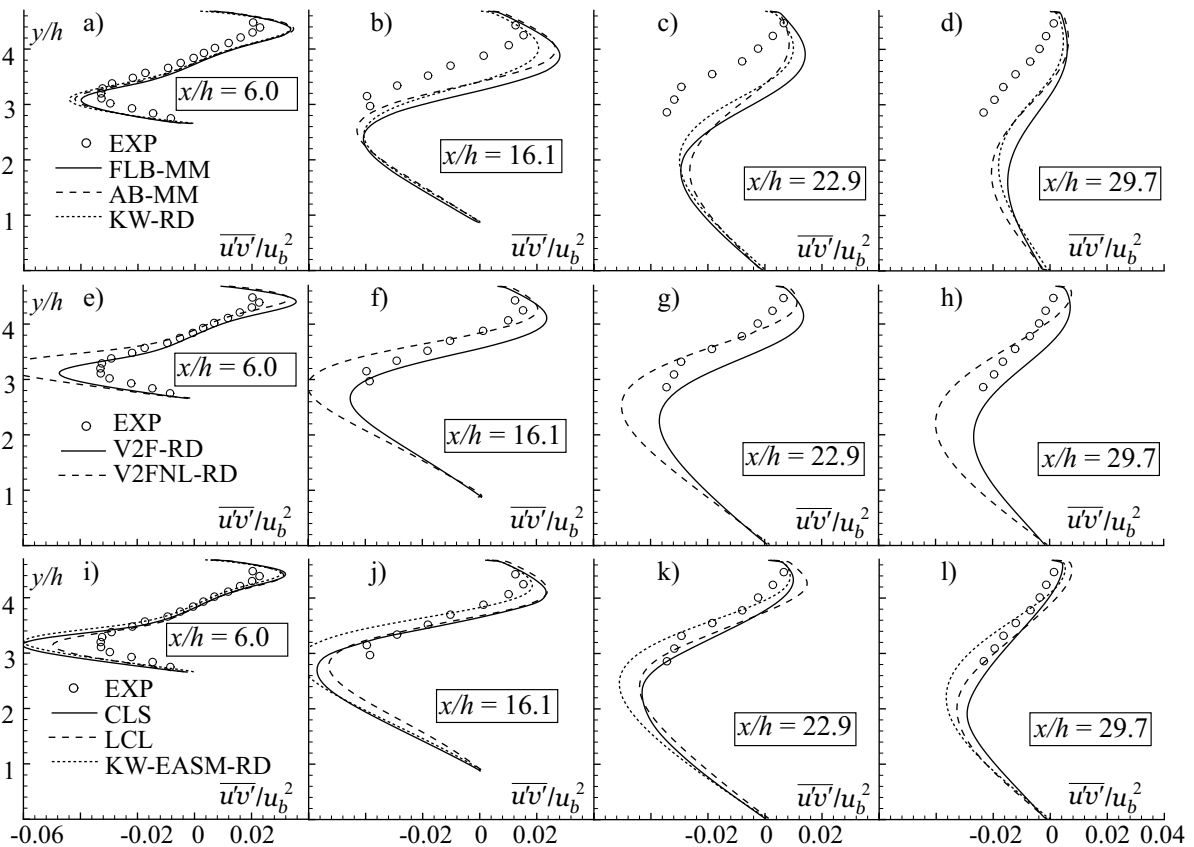 a) b) c) d)
y/h
4
x/h = 6.0
3
EXP
FLB-MM
2
x/h = 16.1
x/h = 22.9
x/h = 29.7
AB-MM
1
KW-RD
u'v'/u_b^2 u'v'/u_b^2 u'v'/u_b^2 u'v'/u_b^2
e) f) g) h)
y/h
4
x/h = 6.0
3
EXP
2
V2F-RD
x/h = 16.1
x/h = 22.9
x/h = 29.7
V2FNL-RD
1
u'v'/u_b^2 u'v'/u_b^2 u'v'/u_b^2 u'v'/u_b^2
i) j) k) l)
y/h
4
x/h = 6.0
3
EXP
2
CLS
x/h = 16.1
x/h = 22.9
x/h = 29.7
LCL
1
KW-EASM-RD
u'v'/u_b^2 u'v'/u_b^2 u'v'/u_b^2 u'v'/u_b^2
-0.06 -0.02 0 0.02 -0.02 0 0.02 -0.02 0 0.02 -0.02 0 0.02 0.04